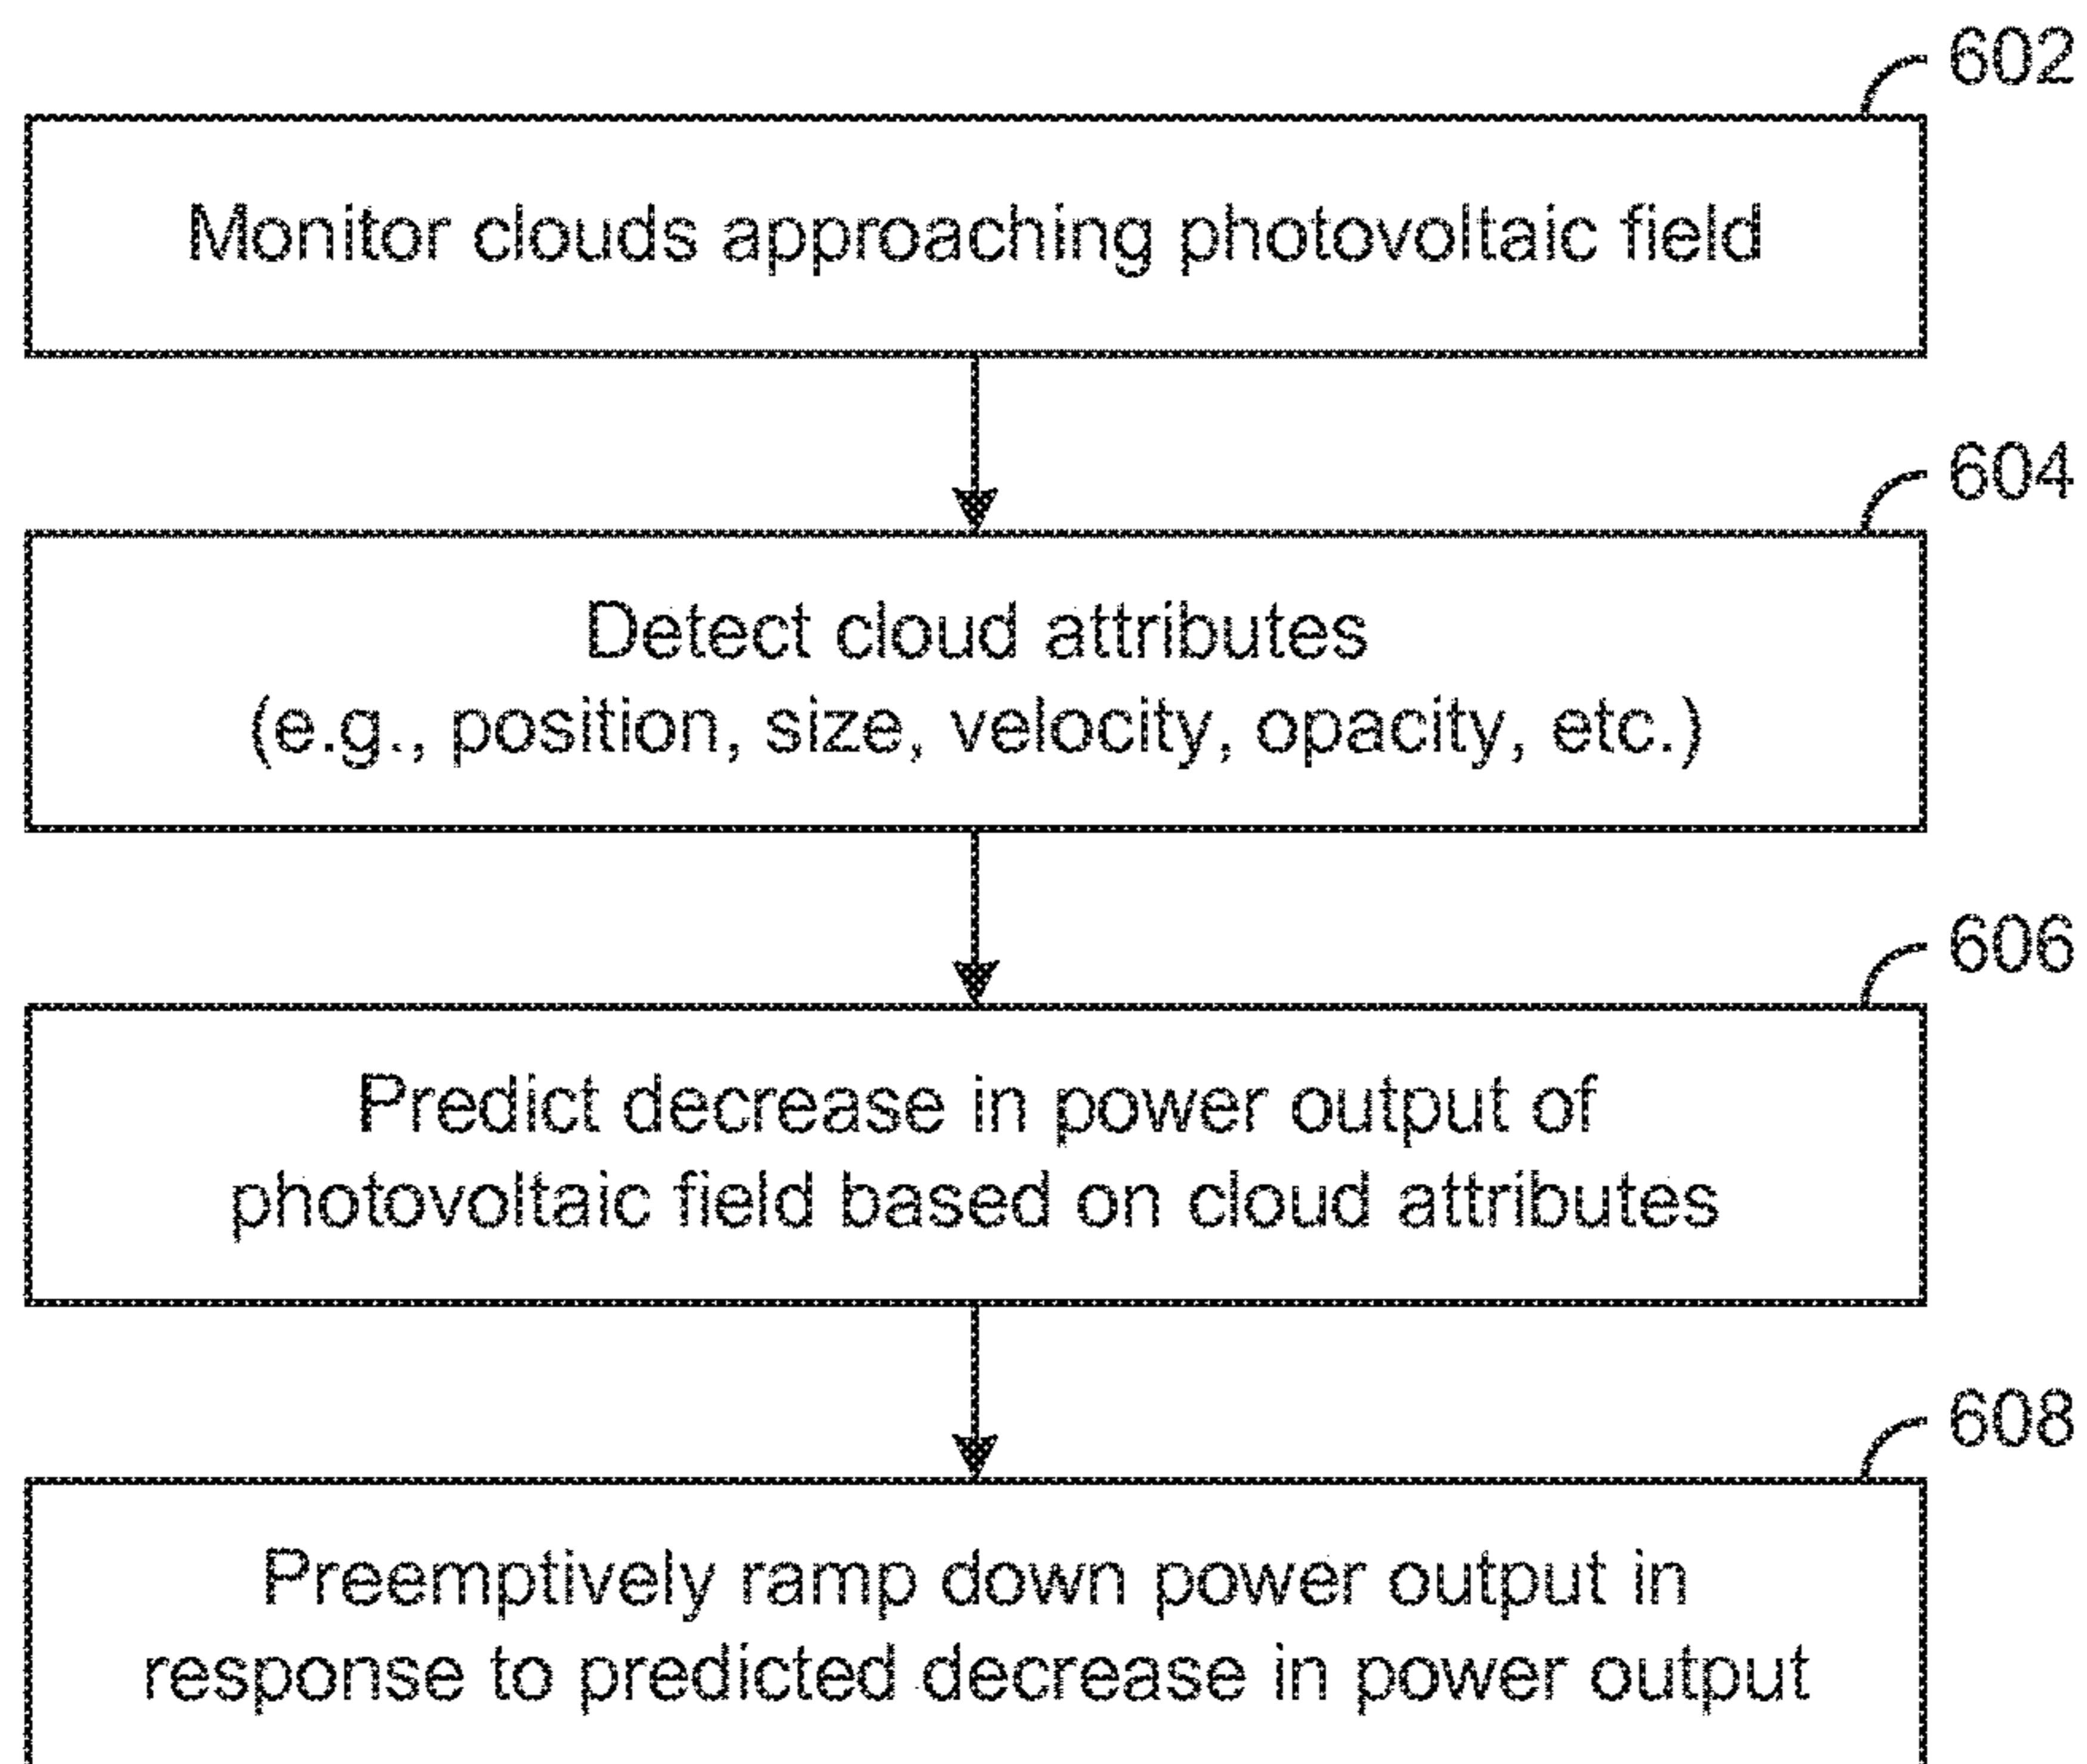 602
Monitor clouds approaching photovoltaic field
604
Detect cloud attributes
(e.g., position, size, velocity, opacity, etc.)
606
Predict decrease in power output of
photovoltaic field based on cloud attributes
608
Preemptively ramp down power output in
response to predicted decrease in power output